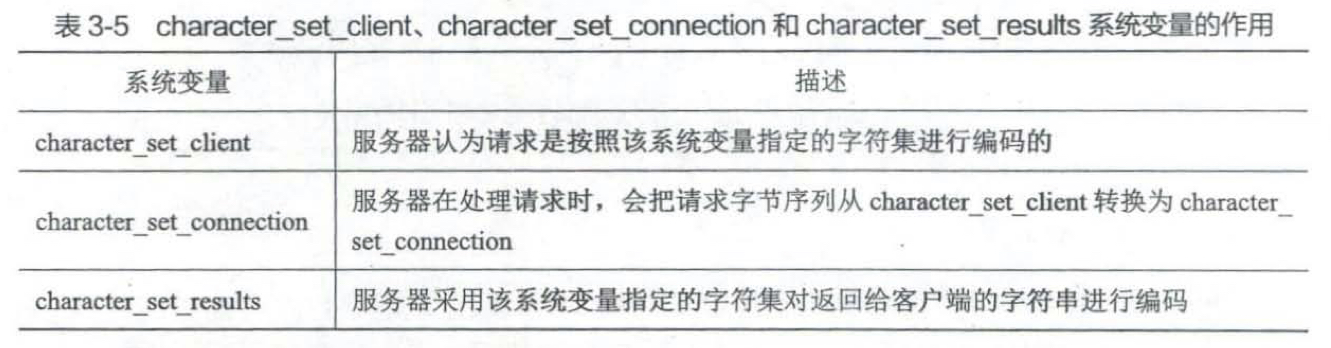 表 3-5 character_set_client、character_set_connection 和 character_set_results 系统变量的作用
系统变量 描述
character_set_client 服务器认为请求是按照该系统变量指定的字符集进行编码的
character_set_connection 服务器在处理请求时，会把请求字节序列从 character_set_client 转换为 character_
set_connection
character_set_results 服务器采用该系统变量指定的字符集对返回给客户端的字符串进行编码